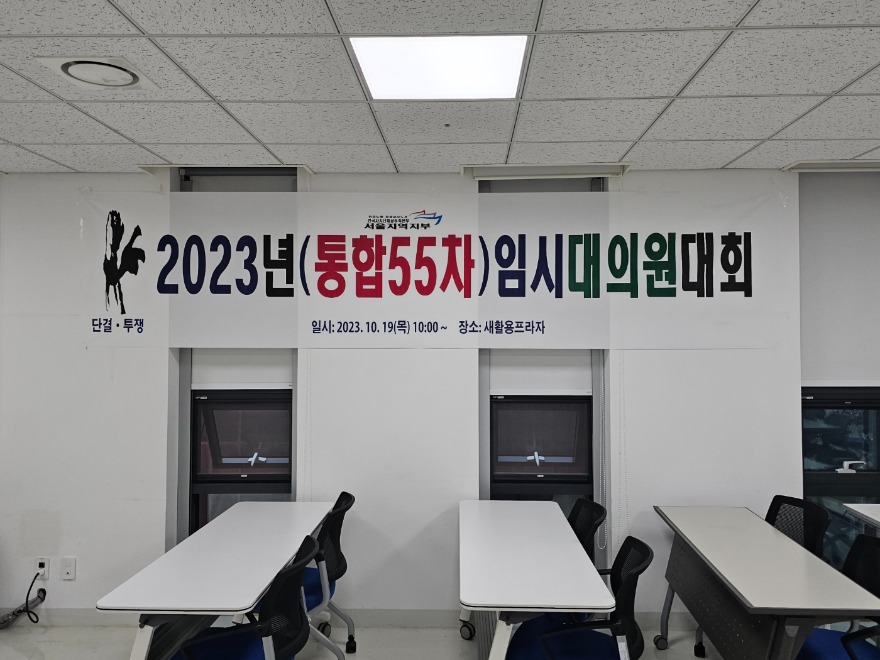 서울지역지부
2023년(통합55차)임시대의원대회
단결·투쟁
일시: 2023. 10. 19(목) 10:00 ~ 장소: 새활용프라자